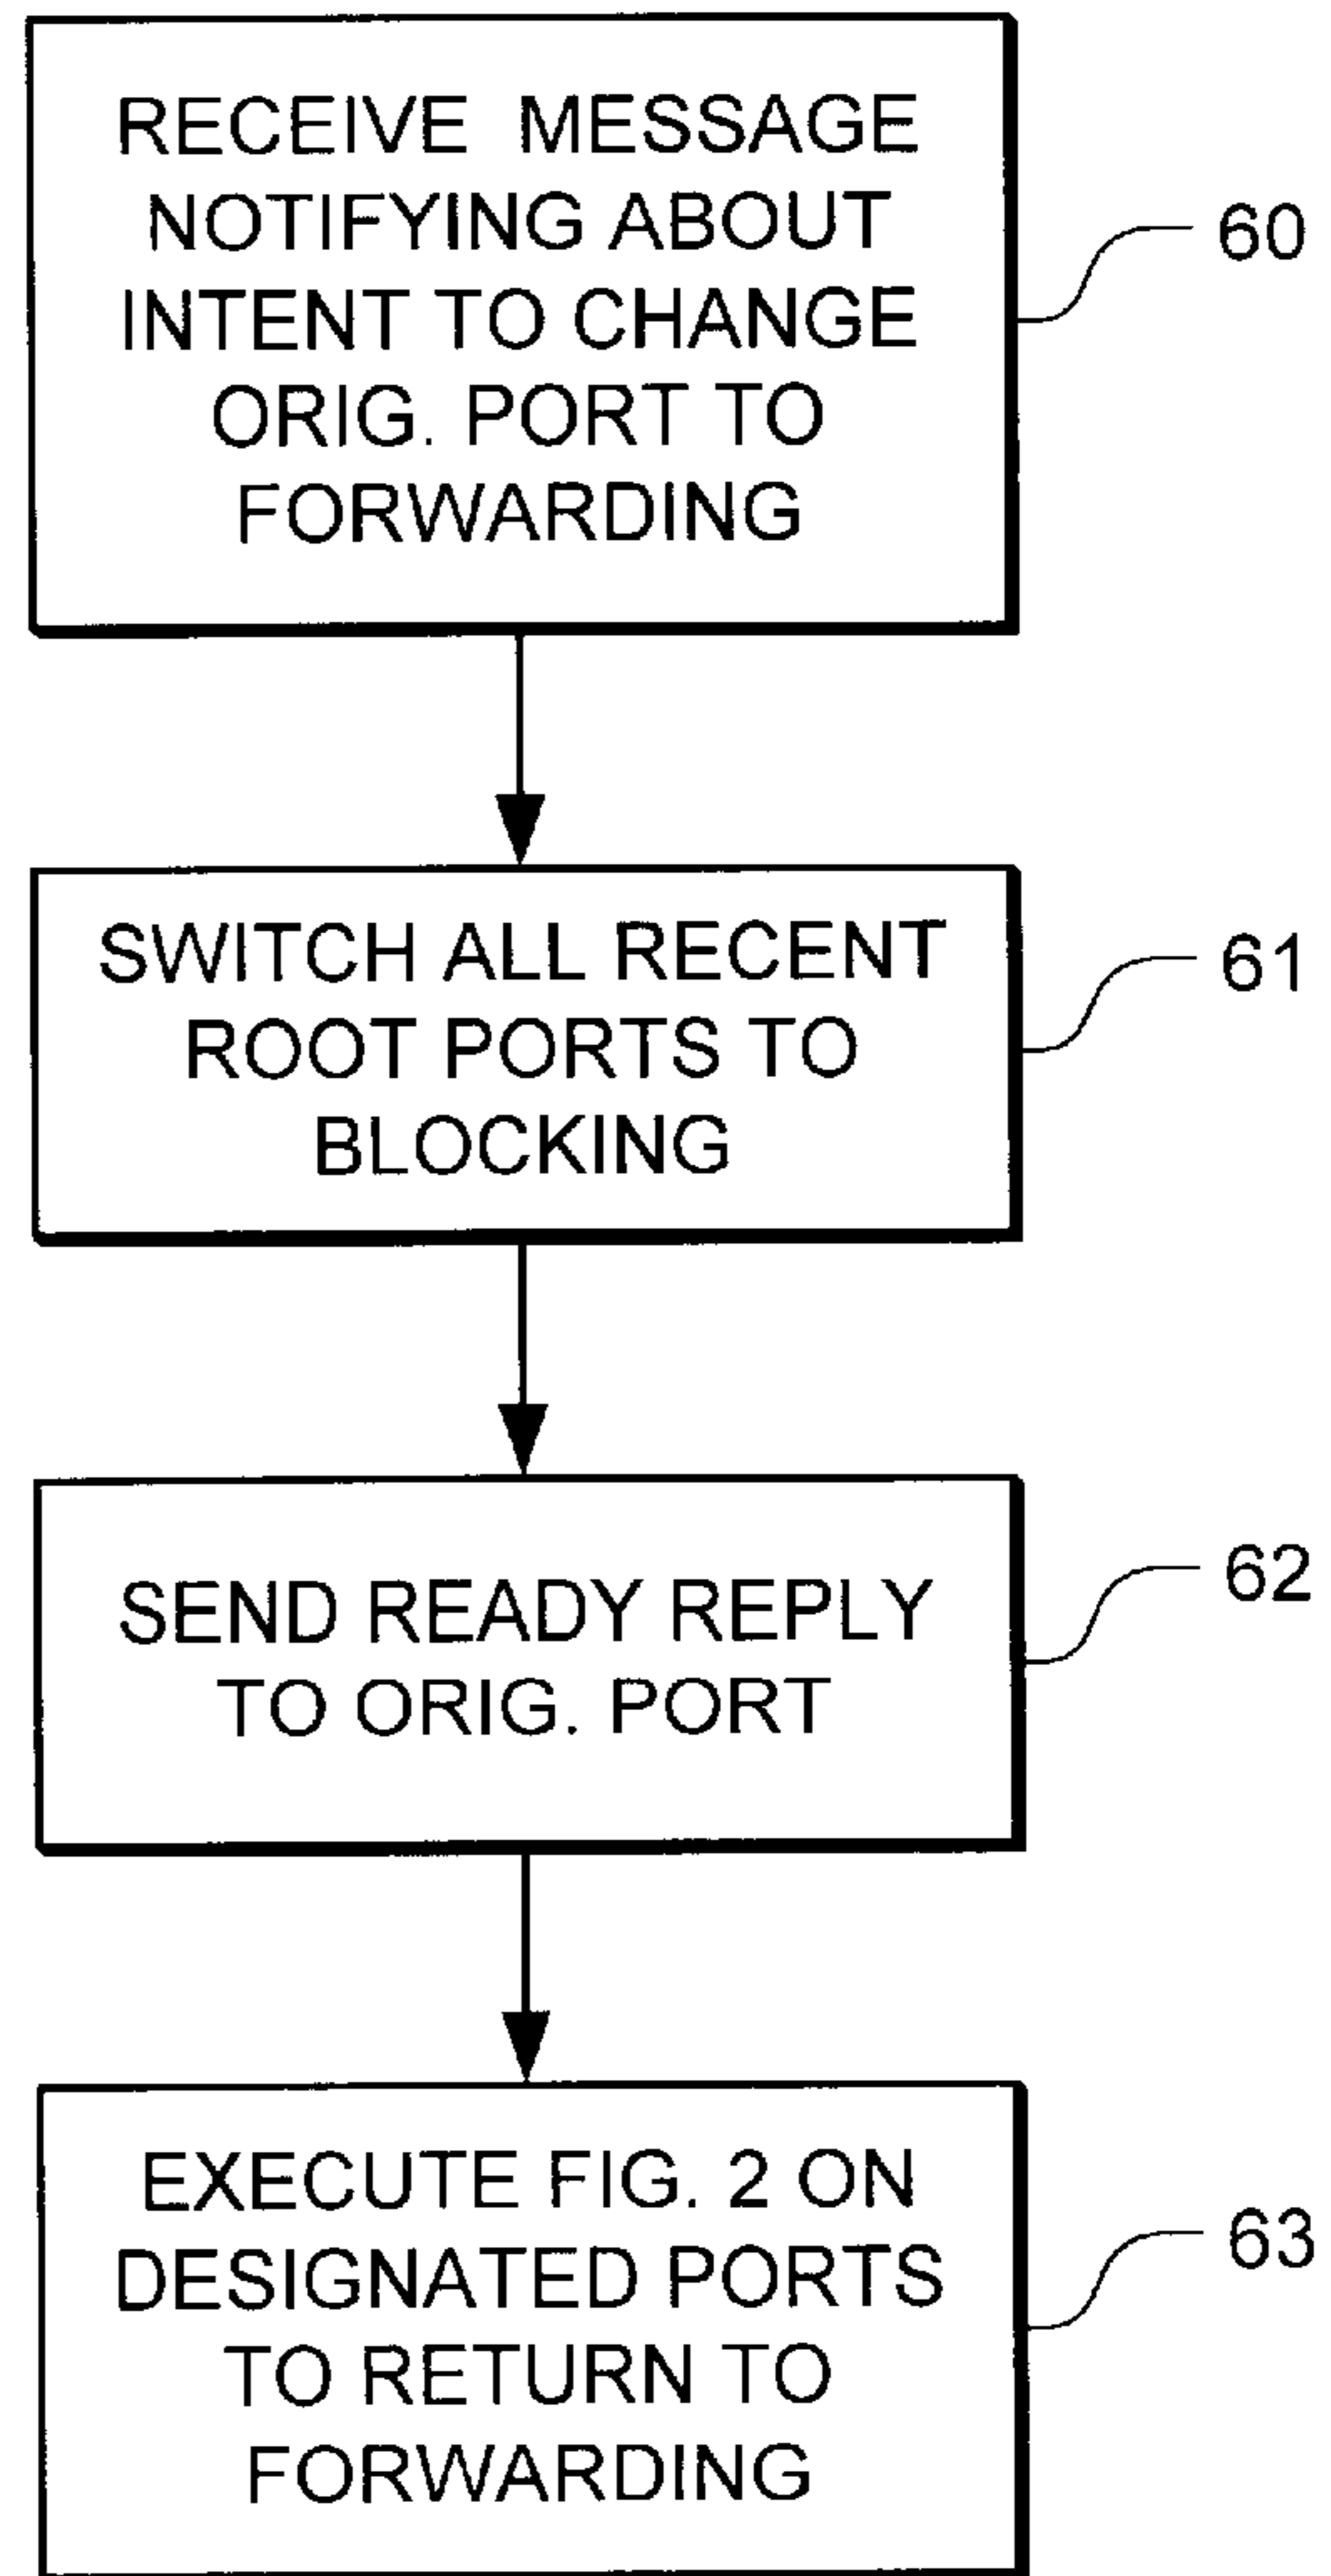 RECEIVE MESSAGE
NOTIFYING ABOUT
INTENT TO CHANGE
ORIG. PORT TO
FORWARDING
60
SWITCH ALL RECENT
ROOT PORTS TO
BLOCKING
61
SEND READY REPLY
TO ORIG. PORT
62
EXECUTE FIG. 2 ON
DESIGNATED PORTS
TO RETURN TO
FORWARDING
63